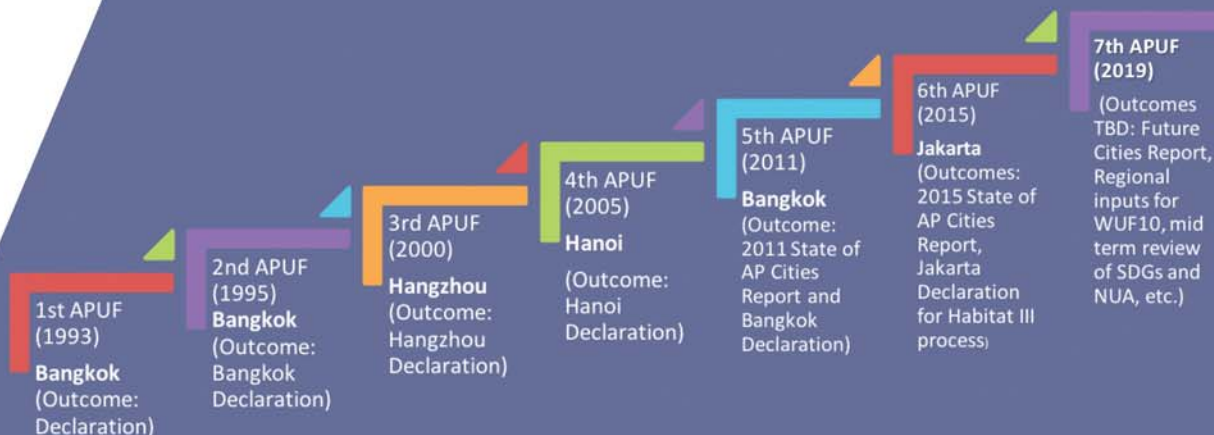 1st APUF
(1993)
Bangkok
(Outcome:
Declaration)
2nd APUF
(1995)
Bangkok
(Outcome:
Bangkok
Declaration)
3rd APUF
(2000)
Hangzhou
(Outcome:
Hangzhou
Declaration)
4th APUF
(2005)
Hanoi
(Outcome:
Hanoi
Declaration)
5th APUF
(2011)
Bangkok
(Outcome:
2011 State of
AP Cities
Report and
Bangkok
Declaration)
6th APUF
(2015)
Jakarta
(Outcomes:
2015 State of
AP Cities
Report,
Jakarta
Declaration
for Habitat III
process)
7th APUF
(2019)
(Outcomes
TBD: Future
Cities Report,
Regional
inputs for
WUF10, mid
term review
of SDGs and
NUA, etc.)